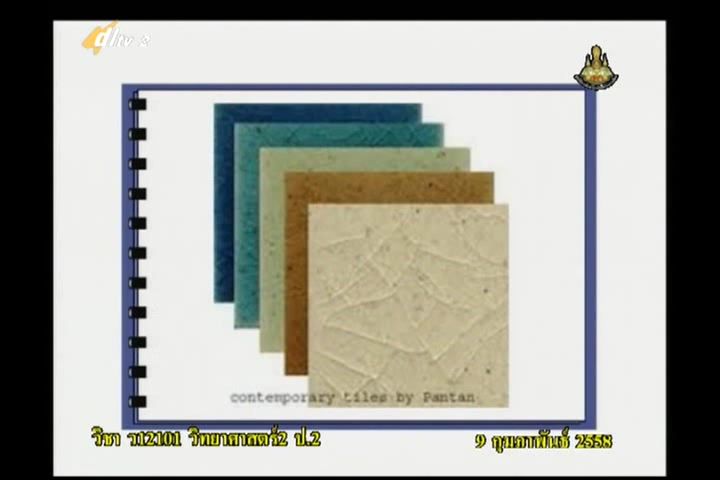 dltv 2
contemporary tiles by Pantan
วิชา ว12101 วิทยาศาสตร์2 ป.2
9 กุมภาพันธ์ 2558